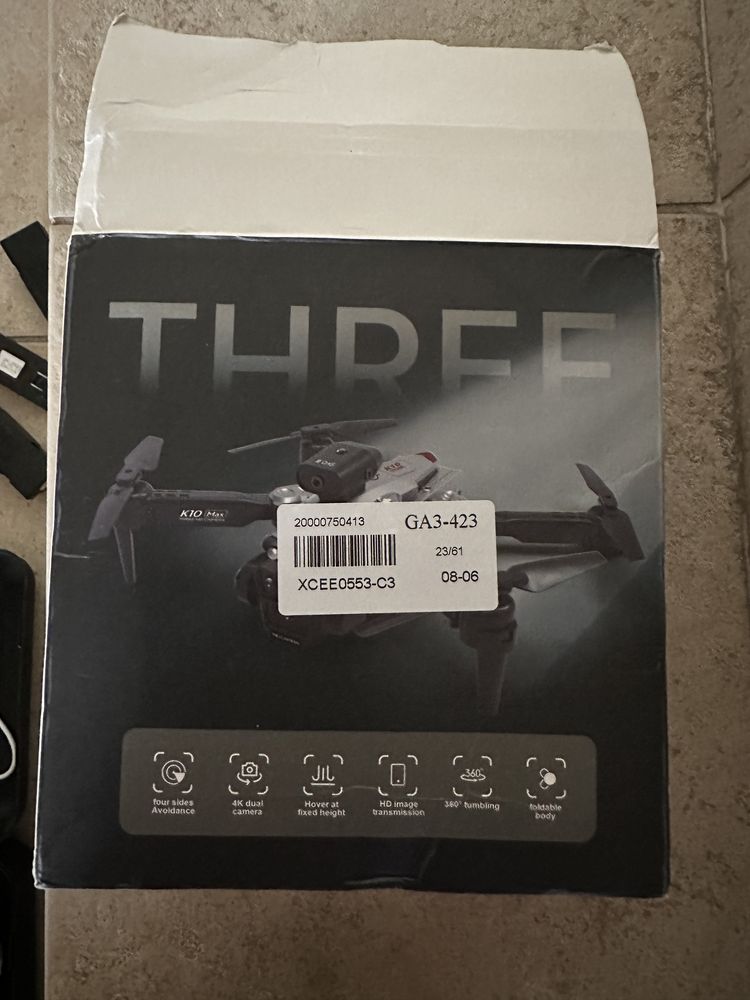 THREE
K10
K10 Max
20000750413 GA3-423
23/61
XCEE0553-C3 08-06
four sides
Avoidance
4K dual
camera
Hover at
fixed height
HD image
transmission
360°
360° tumbling
foldable
body